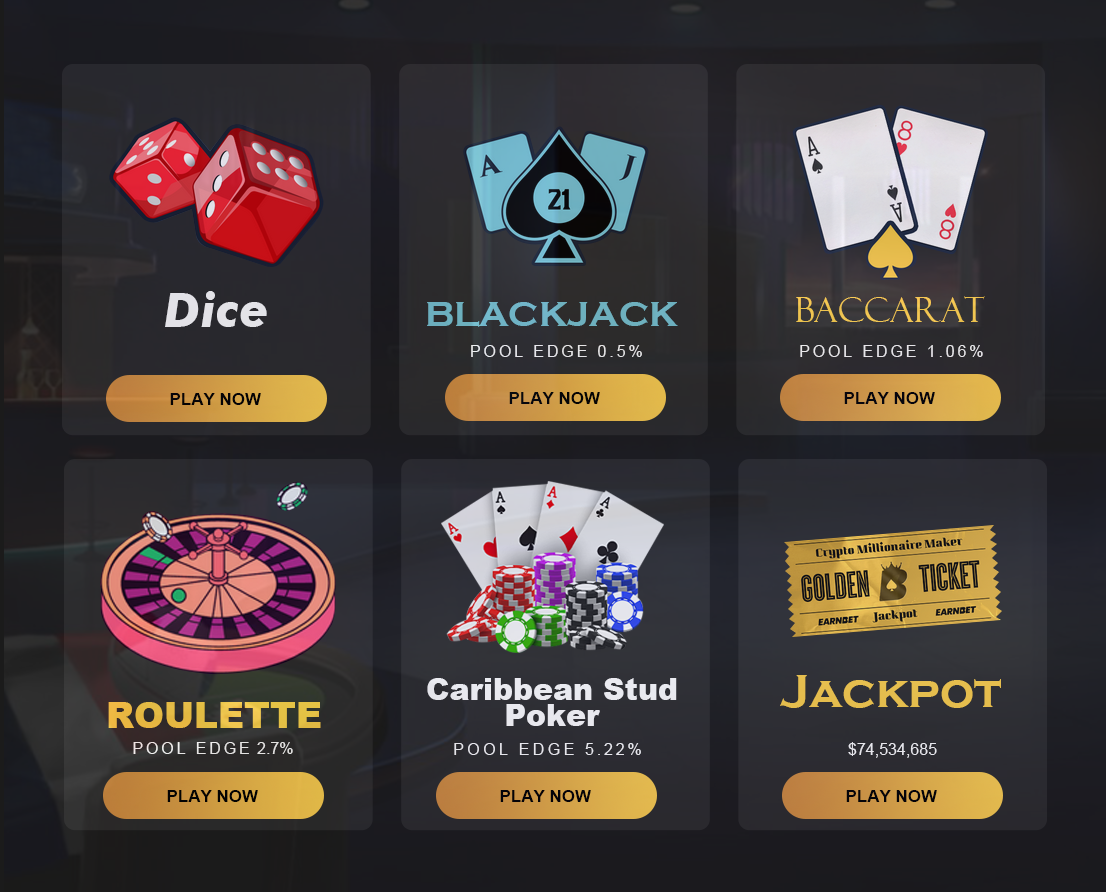 A
J
21
A
8
A
8
Dice
BLACKJACK
BACCARAT
POOL EDGE 0.5%
POOL EDGE 1.06%
PLAY NOW
PLAY NOW
PLAY NOW
A
A
A
A
Crypto Millionaire Maker
GOLDEN B TICKET
EARNBET Jackpot EARNBET
ROULETTE
Caribbean Stud
Poker
JACKPOT
POOL EDGE 2.7%
POOL EDGE 5.22%
$74,534,685
PLAY NOW
PLAY NOW
PLAY NOW